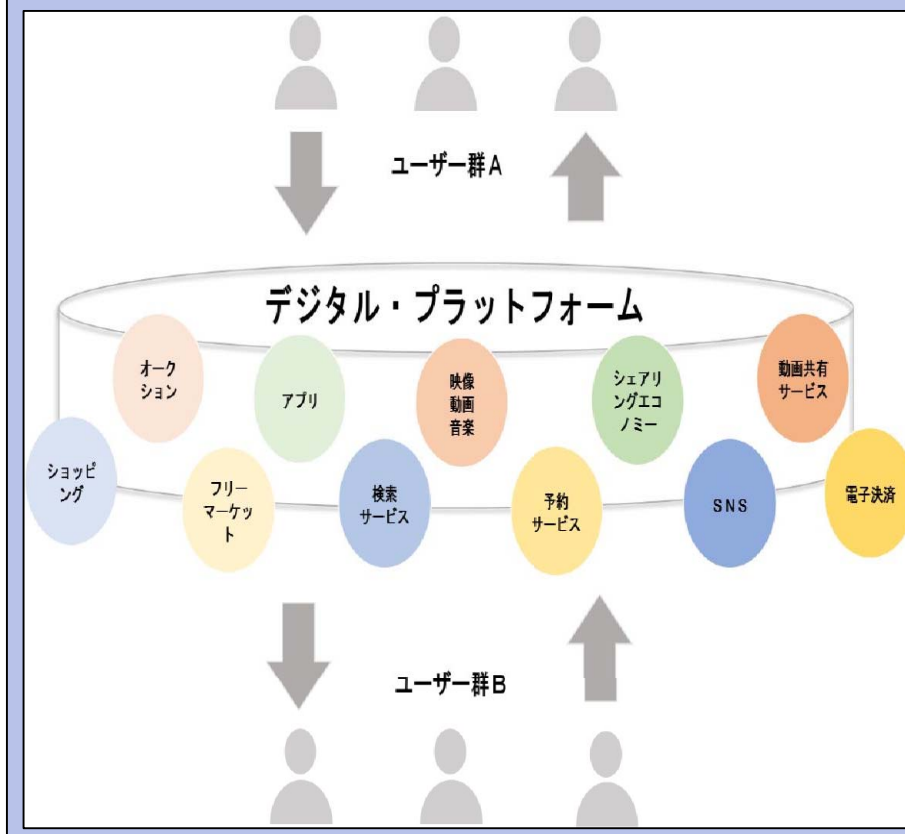 ユーザー群A
デジタル・プラットフォーム
オーク
ション
アプリ
映像
動画
音楽
シェアリ
ングエコ
ノミー
動画共有
サービス
ショッピ
ング
フリー
マーケッ
ト
検索
サービス
予約
サービス
SNS
電子決済
ユーザー群B